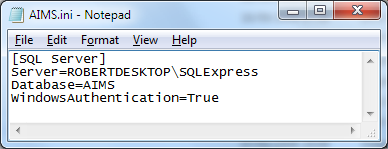 AIMS.ini - Notepad
File Edit Format View Help
[SQL Server]
Server=ROBERTDESKTOP\SQLExpress
Database=AIMS
WindowsAuthentication=True